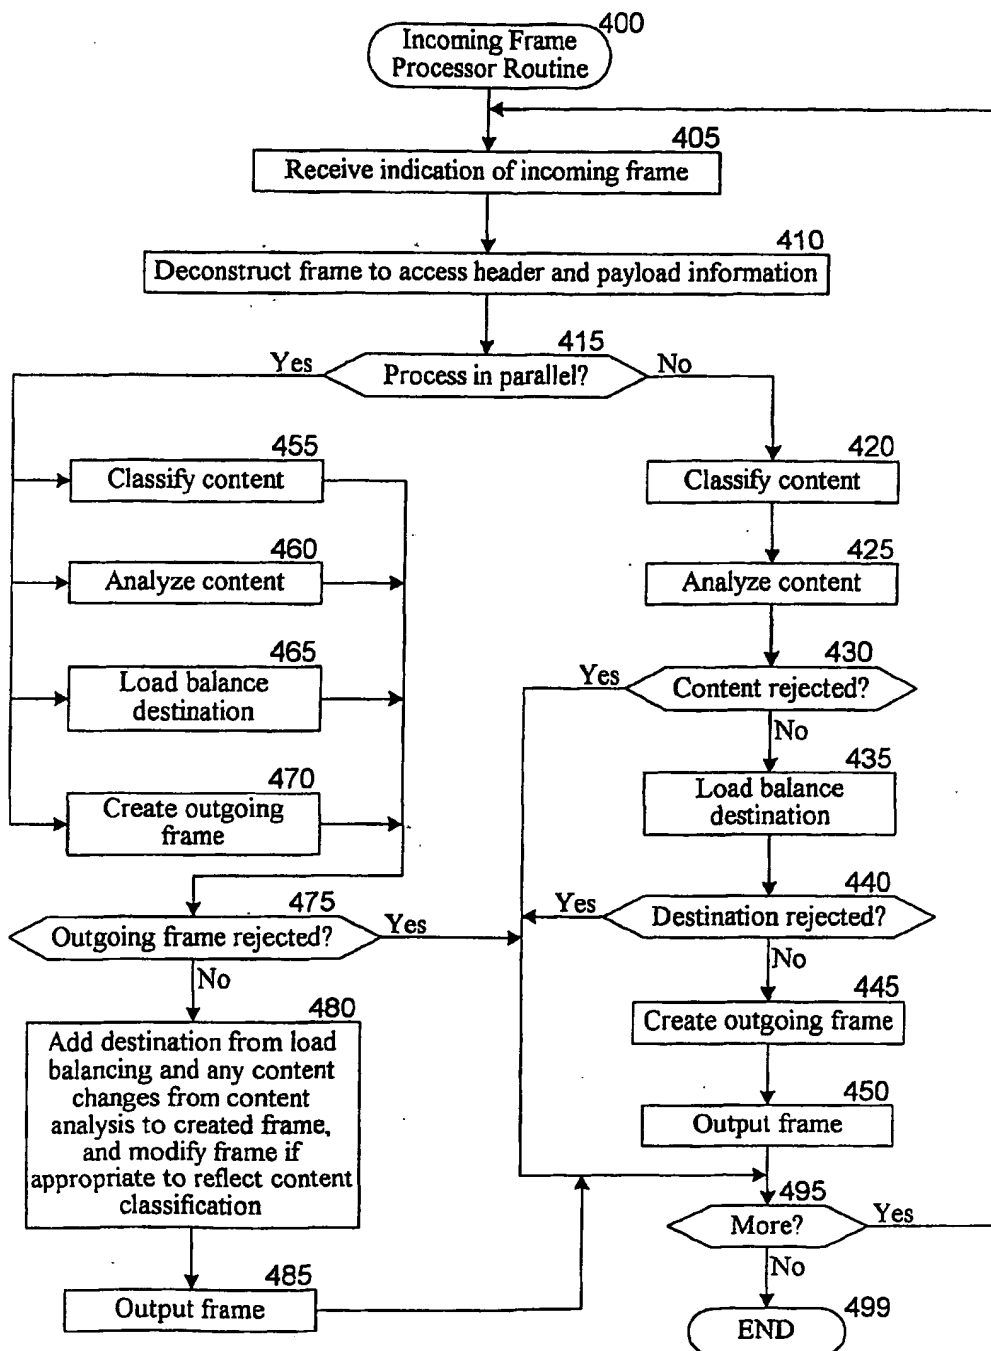 400
Incoming Frame
Processor Routine
405
Receive indication of incoming frame
410
Deconstruct frame to access header and payload information
415
Yes
Process in parallel?
No
455
Classify content
460
Analyze content
465
Load balance
destination
470
Create outgoing
frame
475
Outgoing frame rejected?
Yes
No
480
Add destination from load
balancing and any content
changes from content
analysis to created frame,
and modify frame if
appropriate to reflect content
classification
485
Output frame
420
Classify content
425
Analyze content
430
Yes
Content rejected?
No
435
Load balance
destination
440
Yes
Destination rejected?
No
445
Create outgoing frame
450
Output frame
495
More?
Yes
No
499
END